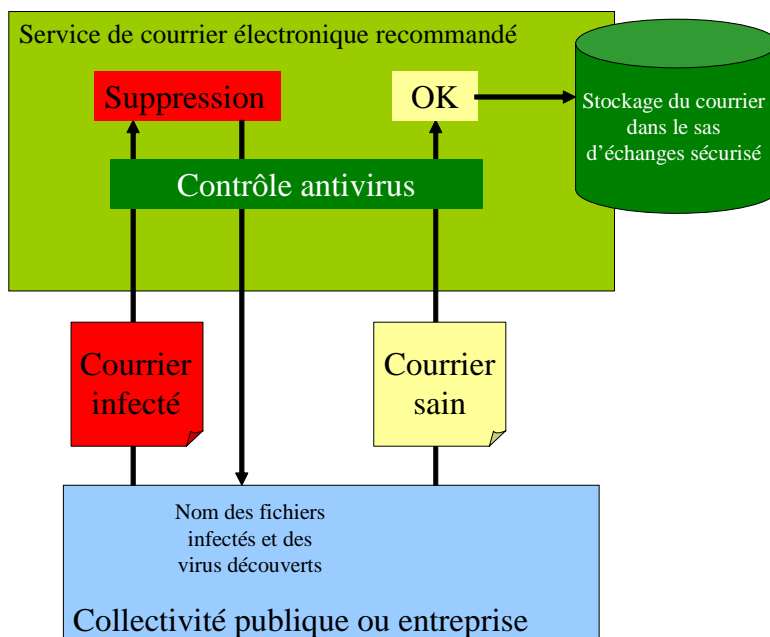 Service de courrier électronique recommandé
Suppression
OK
Stockage du courrier
dans le sas
d'échanges sécurisé
Contrôle antivirus
Courrier
infecté
Courrier
sain
Nom des fichiers
infectés et des
virus découverts
Collectivité publique ou entreprise